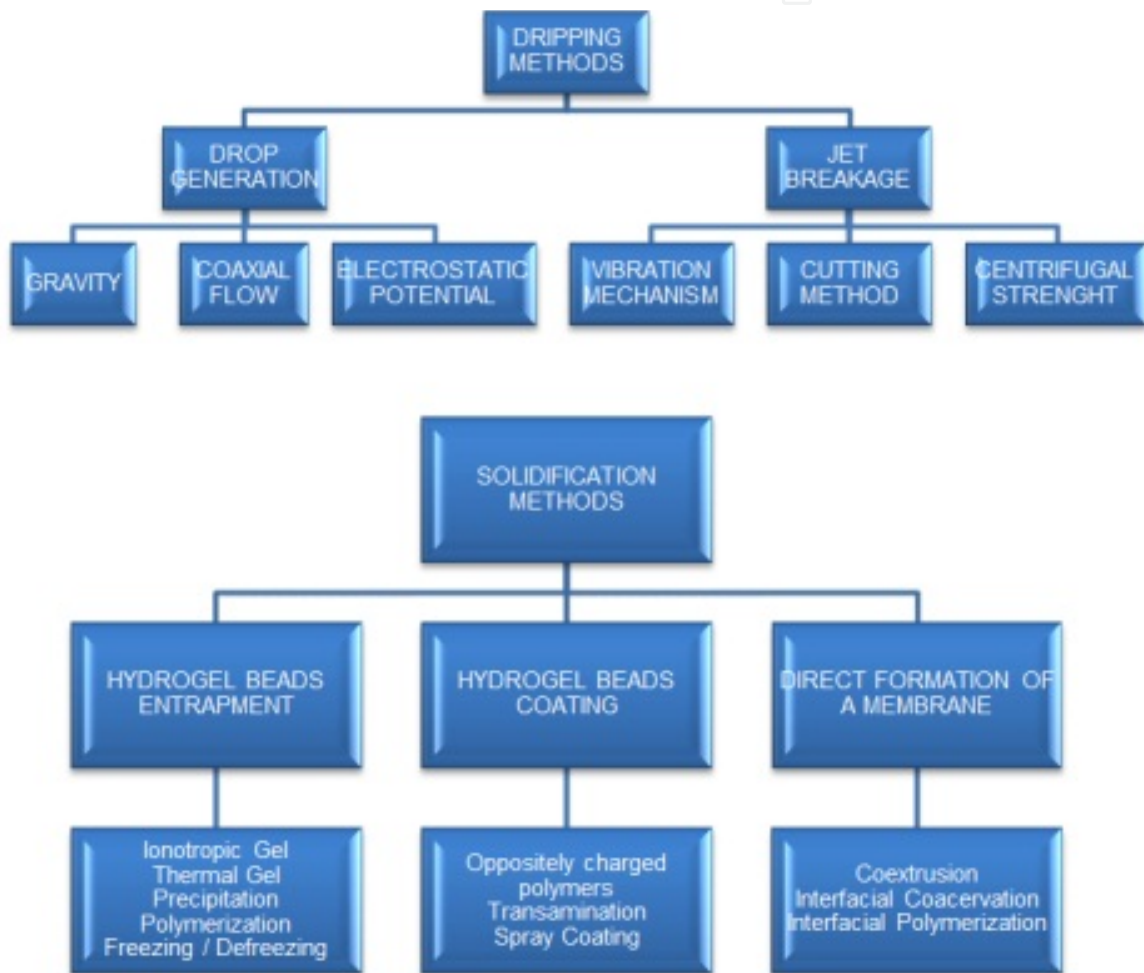 DRIPPING
METHODS
DROP
GENERATION
JET
BREAKAGE
GRAVITY
COAXIAL
FLOW
ELECTROSTATIC
POTENTIAL
VIBRATION
MECHANISM
CUTTING
METHOD
CENTRIFUGAL
STRENGHT
SOLIDIFICATION
METHODS
HYDROGEL BEADS
ENTRAPMENT
HYDROGEL BEADS
COATING
DIRECT FORMATION OF
A MEMBRANE
Ionotropic Gel
Thermal Gel
Precipitation
Polymerization
Freezing / Defreezing
Oppositely charged
polymers
Transamination
Spray Coating
Coextrusion
Interfacial Coacervation
Interfacial Polymerization